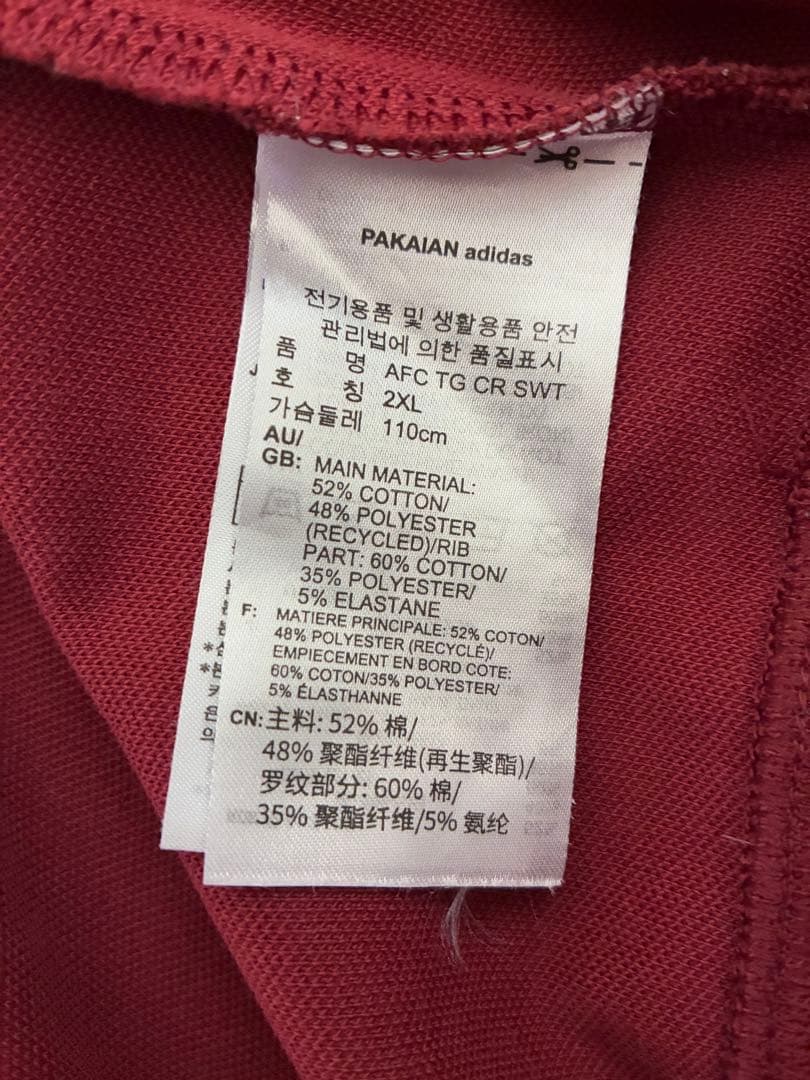 PAKAIAN adidas
전기용품 및 생활용품 안전
관리법에 의한 품질표시
품 명 AFC TG CR SWT
호 칭 2XL
가슴둘레 110cm
AU/
GB: MAIN MATERIAL:
52% COTTON/
48% POLYESTER
(RECYCLED)/RIB
PART: 60% COTTON/
35% POLYESTER/
5% ELASTANE
F: MATIERE PRINCIPALE: 52% COTON/
48% POLYESTER (RECYCLÉ)/
EMPIECEMENT EN BORD COTE:
60% COTON/35% POLYESTER/
5% ÉLASTHANNE
CN: 主料: 52% 棉/
48% 聚酯纤维(再生聚酯)/
罗纹部分: 60% 棉/
35% 聚酯纤维/5% 氨纶